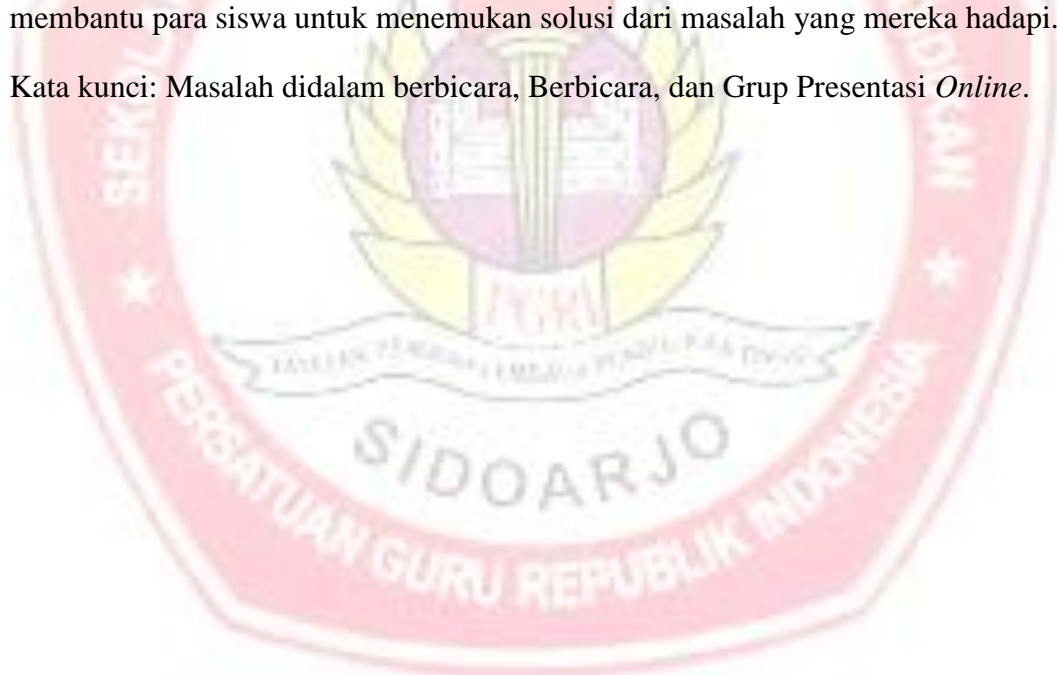 membantu para siswa untuk menemukan solusi dari masalah yang mereka hadapi.
Kata kunci: Masalah didalam berbicara, Berbicara, dan Grup Presentasi Online.
PGRI
SIDOARJO
PERSATUAN GURU REPUBLIK INDONESIA